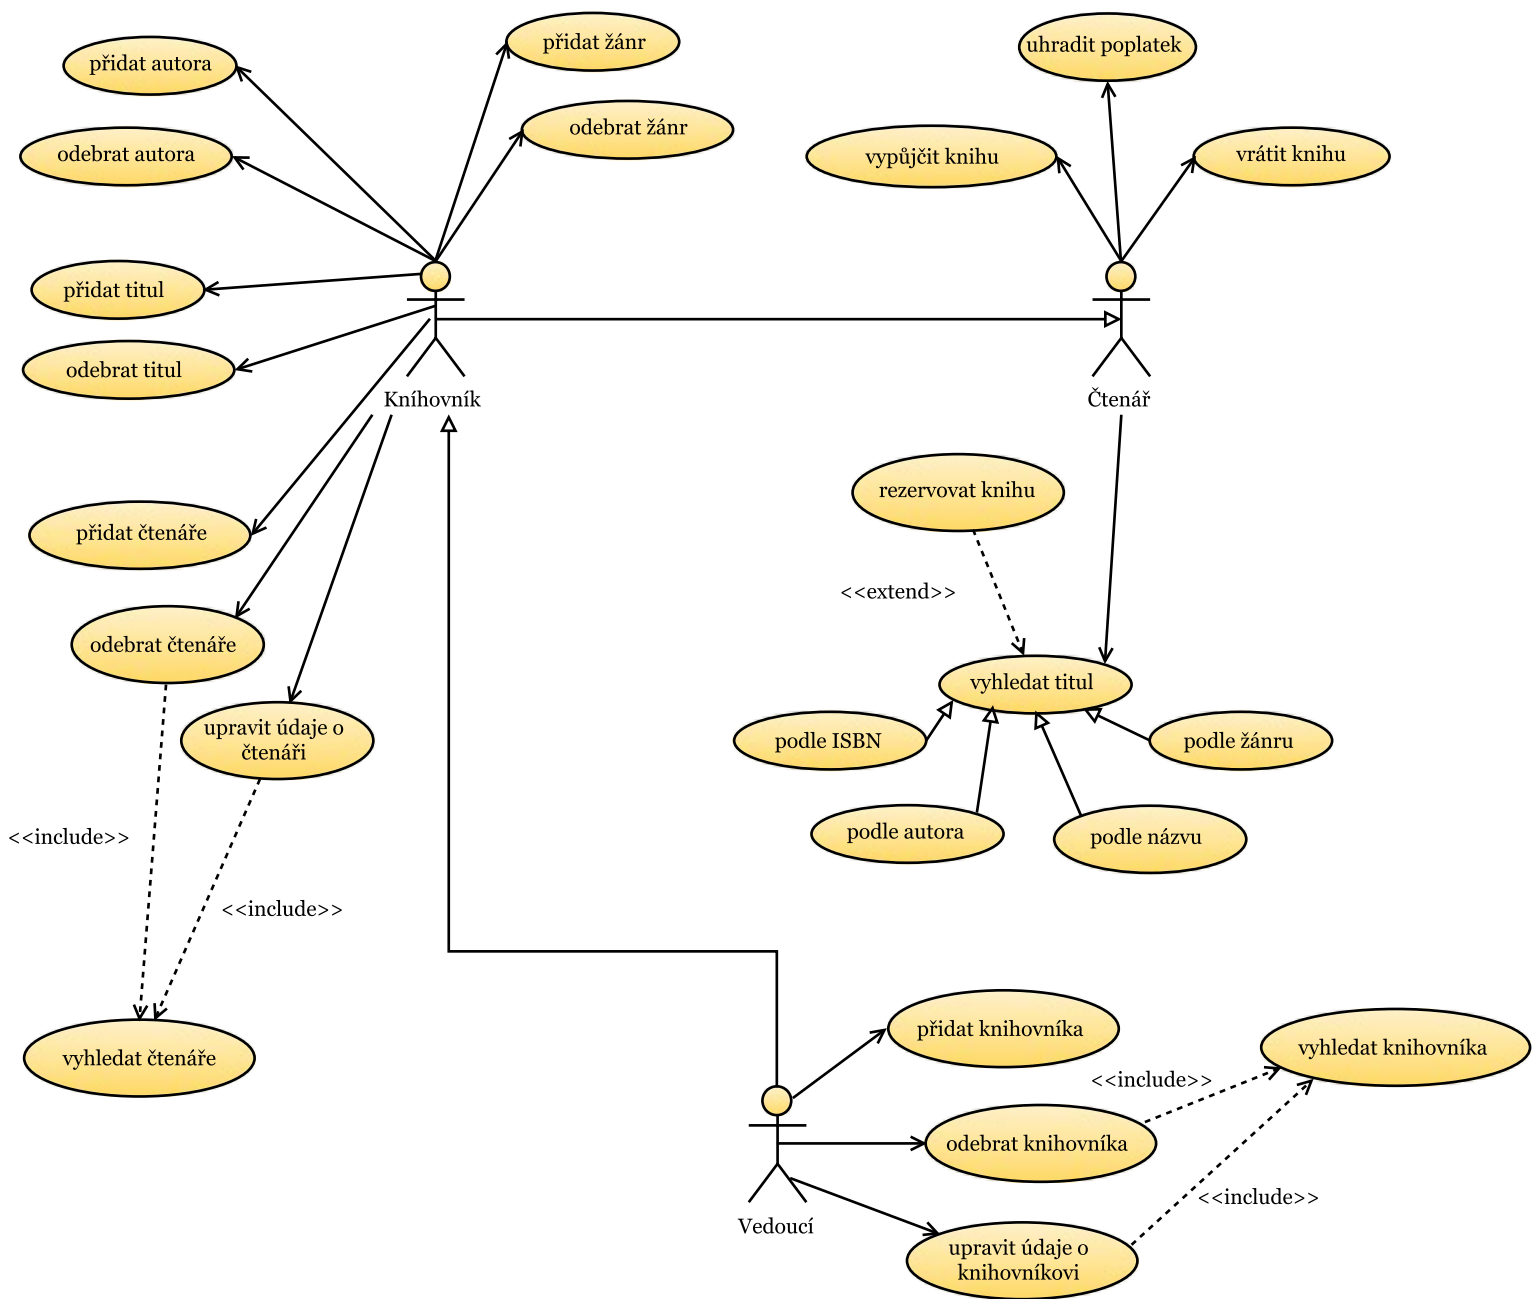 přidat žánr
uhradit poplatek
přidat autora
odebrat žánr
odebrat autora
vypůjčit knihu
vrátit knihu
přidat titul
odebrat titul
Kníhovník
Čtenář
rezervovat knihu
přidat čtenáře
<<extend>>
odebrat čtenáře
vyhledat titul
upravit údaje o
čtenáři
podle ISBN
podle žánru
podle autora
podle názvu
<<include>>
<<include>>
přidat knihovníka
vyhledat knihovníka
vyhledat čtenáře
<<include>>
odebrat knihovníka
<<include>>
Vedoucí
upravit údaje o
knihovníkovi